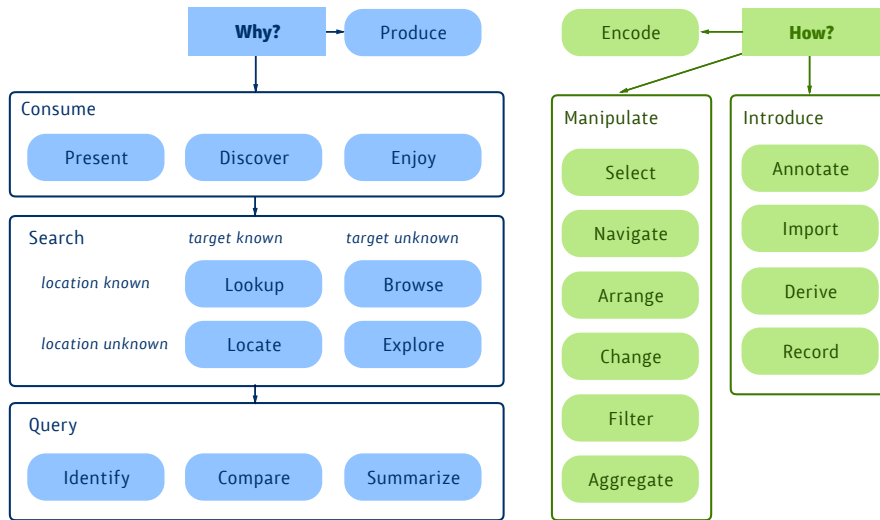 Why?
Produce
Consume
Present
Discover
Enjoy
Search
target known
target unknown
location known
Lookup
Browse
location unknown
Locate
Explore
Query
Identify
Compare
Summarize
Encode
How?
Manipulate
Select
Navigate
Arrange
Change
Filter
Aggregate
Introduce
Annotate
Import
Derive
Record